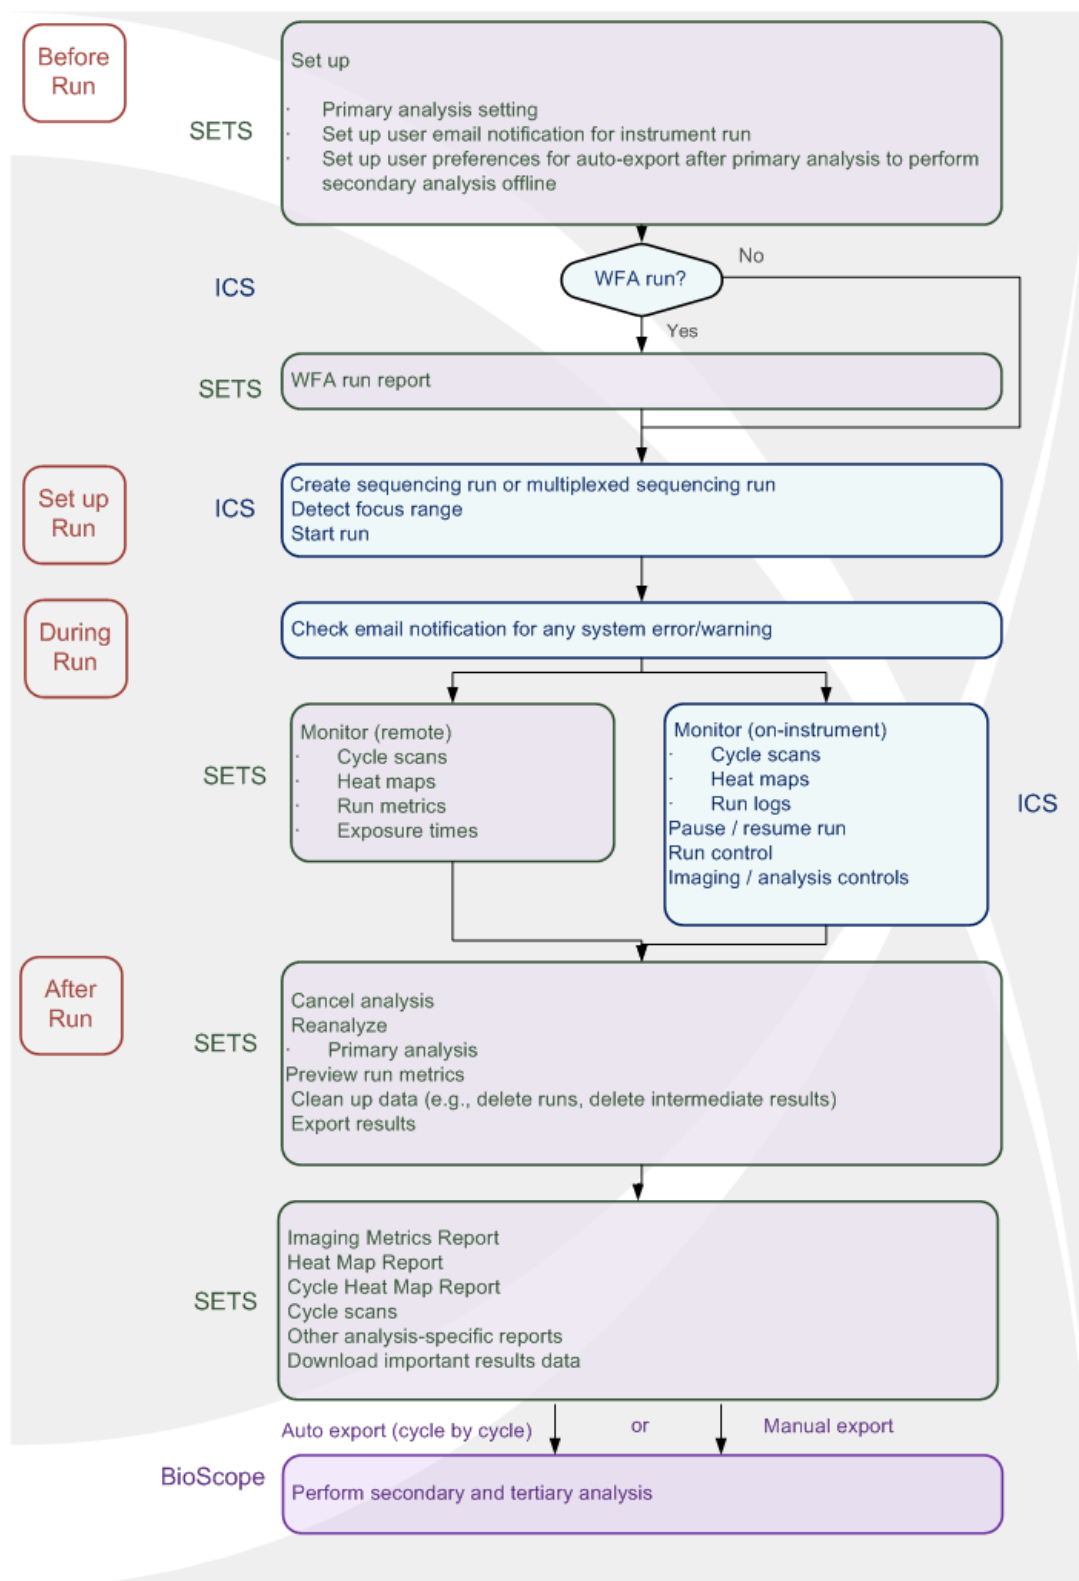 Before
Run
SETS
Set up
· Primary analysis setting
· Set up user email notification for instrument run
· Set up user preferences for auto-export after primary analysis to perform
secondary analysis offline
ICS
WFA run?
No
Yes
SETS
WFA run report
Set up
Run
ICS
Create sequencing run or multiplexed sequencing run
Detect focus range
Start run
During
Run
Check email notification for any system error/warning
SETS
Monitor (remote)
· Cycle scans
· Heat maps
· Run metrics
· Exposure times
Monitor (on-instrument)
· Cycle scans
· Heat maps
· Run logs
Pause / resume run
Run control
Imaging / analysis controls
ICS
After
Run
SETS
Cancel analysis
Reanalyze
· Primary analysis
Preview run metrics
Clean up data (e.g., delete runs, delete intermediate results)
Export results
SETS
Imaging Metrics Report
Heat Map Report
Cycle Heat Map Report
Cycle scans
Other analysis-specific reports
Download important results data
Auto export (cycle by cycle)
or
Manual export
BioScope
Perform secondary and tertiary analysis